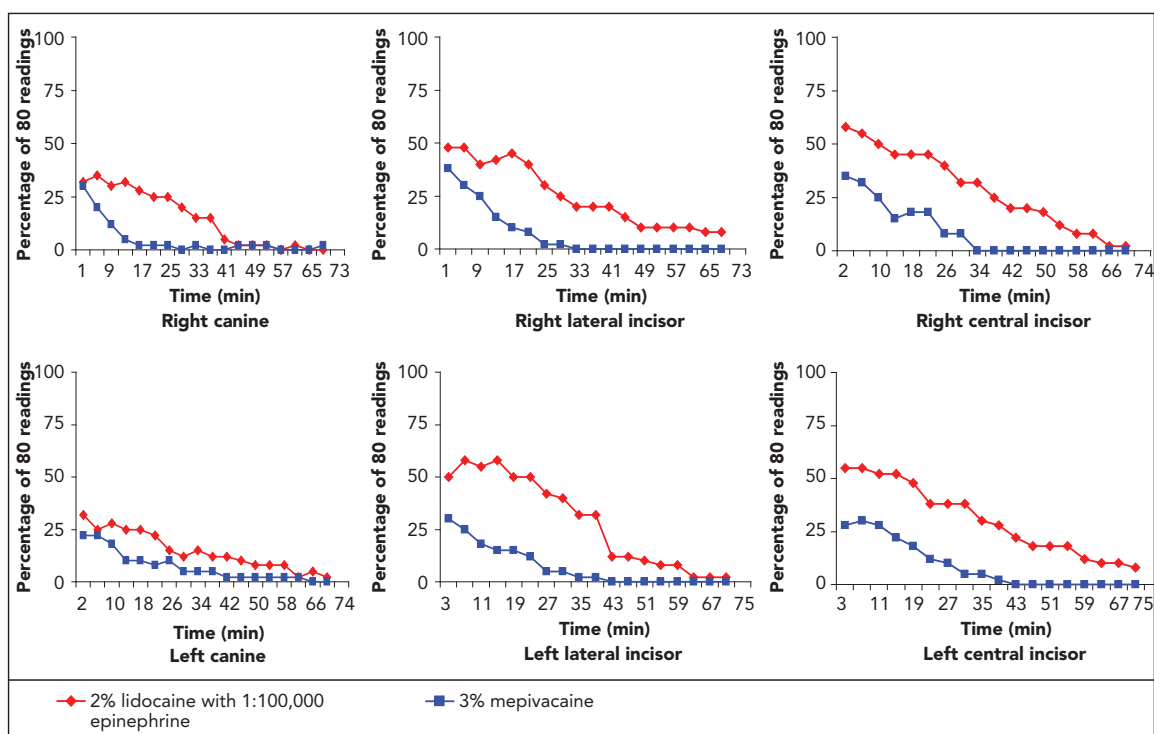 Percentage of 80 readings
100
75
50
25
0
1 9 17 25 33 41 49 57 65 73
Time (min)
Right canine
Percentage of 80 readings
100
75
50
25
0
1 9 17 25 33 41 49 57 65 73
Time (min)
Right lateral incisor
Percentage of 80 readings
100
75
50
25
0
2 10 18 26 34 42 50 58 66 74
Time (min)
Right central incisor
Percentage of 80 readings
100
75
50
25
0
2 10 18 26 34 42 50 58 66 74
Time (min)
Left canine
Percentage of 80 readings
100
75
50
25
0
3 11 19 27 35 43 51 59 67 75
Time (min)
Left lateral incisor
Percentage of 80 readings
100
75
50
25
0
3 11 19 27 35 43 51 59 67 75
Time (min)
Left central incisor
2% lidocaine with 1:100,000
epinephrine
3% mepivacaine